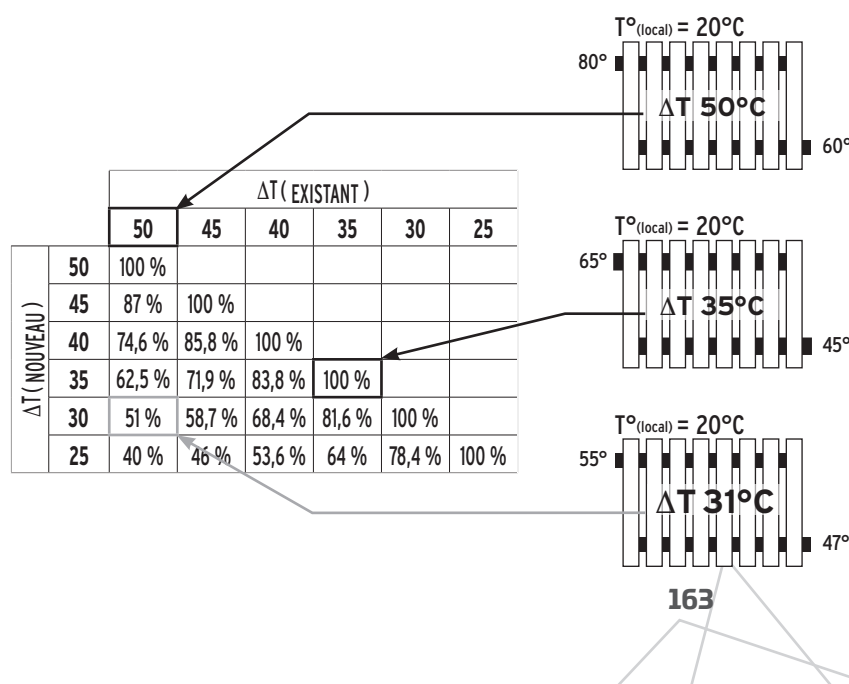 T°(local) = 20°C
80°
ΔT 50°C
60°
ΔT ( EXISTANT )
50 45 40 35 30 25
ΔT ( NOUVEAU )
50 100 %
45 87 % 100 %
40 74,6 % 85,8 % 100 %
35 62,5 % 71,9 % 83,8 % 100 %
30 51 % 58,7 % 68,4 % 81,6 % 100 %
25 40 % 46 % 53,6 % 64 % 78,4 % 100 %
T°(local) = 20°C
65°
ΔT 35°C
45°
T°(local) = 20°C
55°
ΔT 31°C
47°
163